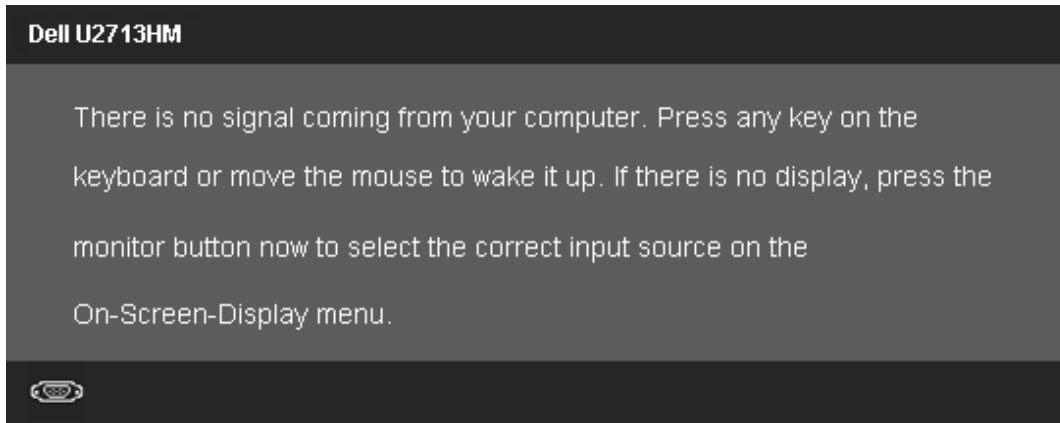 Dell U2713HM
There is no signal coming from your computer. Press any key on the
keyboard or move the mouse to wake it up. If there is no display, press the
monitor button now to select the correct input source on the
On-Screen-Display menu.